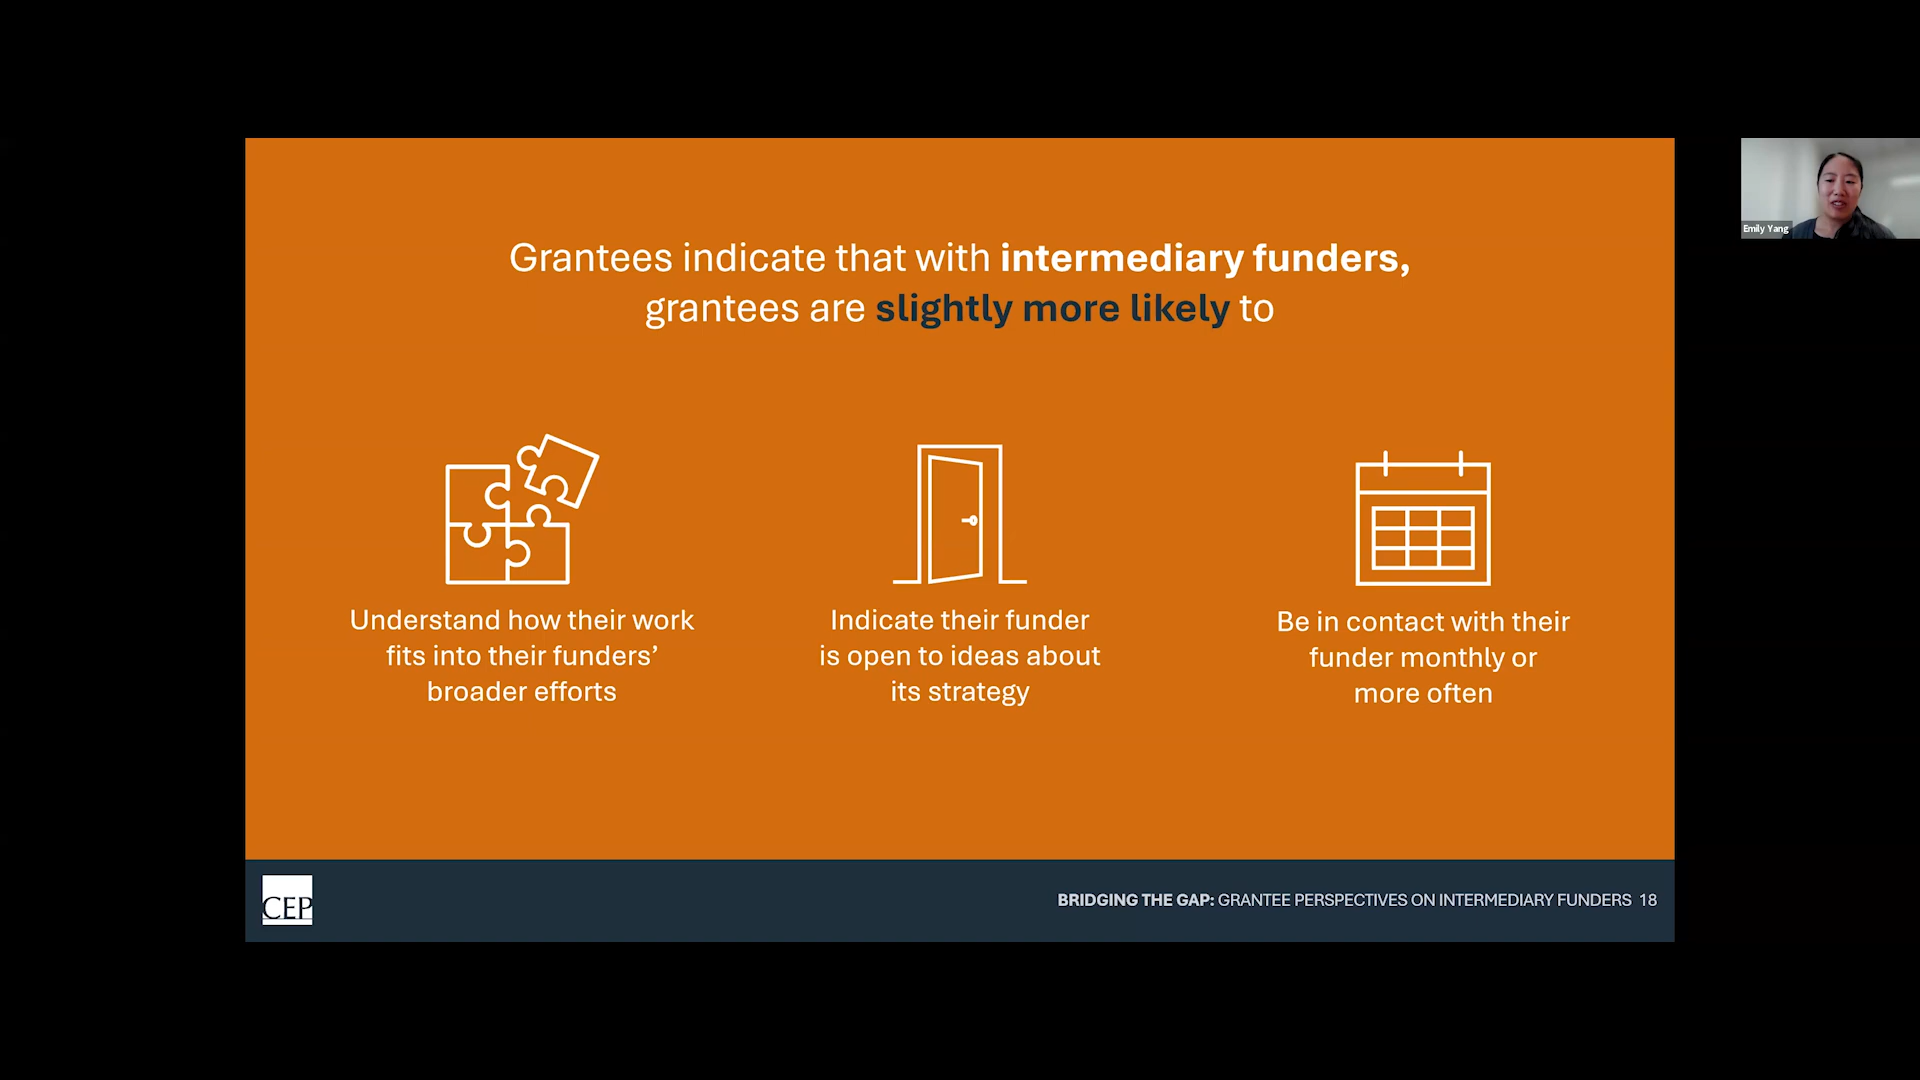 Grantees indicate that with intermediary funders,
grantees are slightly more likely to
Understand how their work
fits into their funders’
broader efforts
Indicate their funder
is open to ideas about
its strategy
Be in contact with their
funder monthly or
more often
CEP
BRIDGING THE GAP: GRANTEE PERSPECTIVES ON INTERMEDIARY FUNDERS 18
Emily Yang